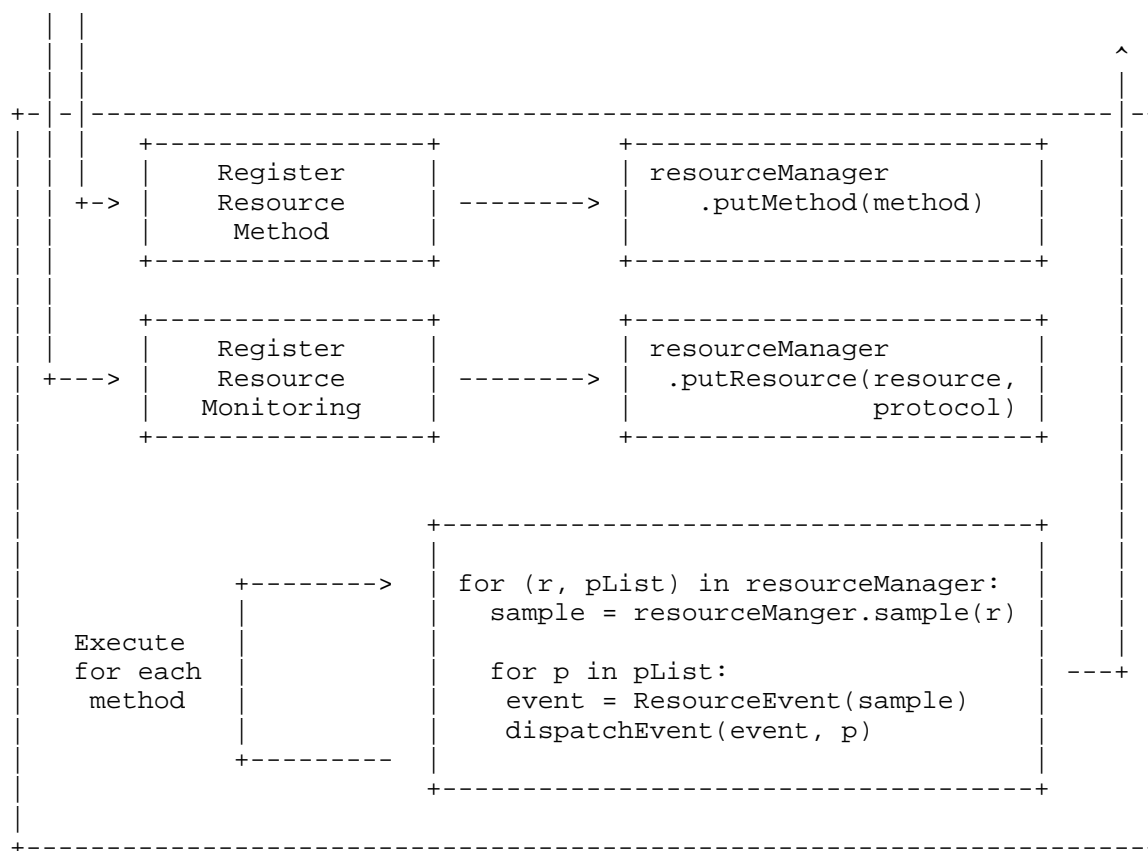 Register
Resource
Method
resourceManager
.putMethod(method)
Register
Resource
Monitoring
resourceManager
.putResource(resource,
protocol)
Execute
for each
method
for (r, pList) in resourceManager:
sample = resourceManger.sample(r)
for p in pList:
event = ResourceEvent(sample)
dispatchEvent(event, p)